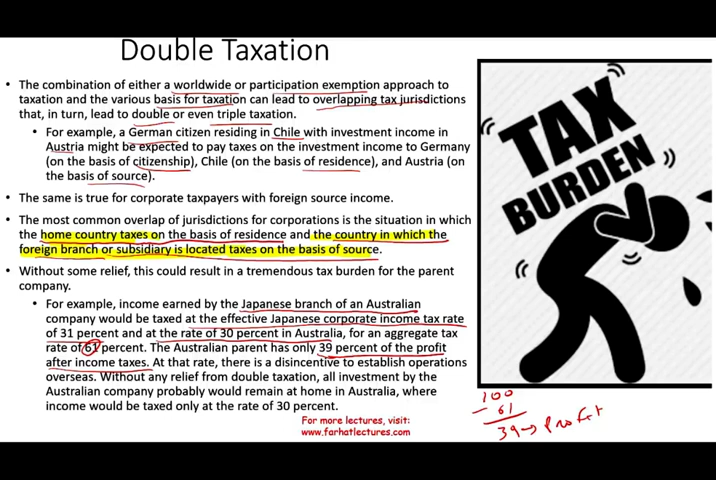 Double Taxation
• The combination of either a worldwide or participation exemption approach to
taxation and the various basis for taxation can lead to overlapping tax jurisdictions
that, in turn, lead to double or even triple taxation.
• For example, a German citizen residing in Chile with investment income in
Austria might be expected to pay taxes on the investment income to Germany
(on the basis of citizenship), Chile (on the basis of residence), and Austria (on
the basis of source).
• The same is true for corporate taxpayers with foreign source income.
• The most common overlap of jurisdictions for corporations is the situation in which
the home country taxes on the basis of residence and the country in which the
foreign branch or subsidiary is located taxes on the basis of source.
• Without some relief, this could result in a tremendous tax burden for the parent
company.
• For example, income earned by the Japanese branch of an Australian
company would be taxed at the effective Japanese corporate income tax rate
of 31 percent and at the rate of 30 percent in Australia, for an aggregate tax
rate of 61 percent. The Australian parent has only 39 percent of the profit
after income taxes. At that rate, there is a disincentive to establish operations
overseas. Without any relief from double taxation, all investment by the
Australian company probably would remain at home in Australia, where
income would be taxed only at the rate of 30 percent.
For more lectures, visit:
www.farhatlectures.com
TAX
BURDEN
100
- 61
39 → Profit